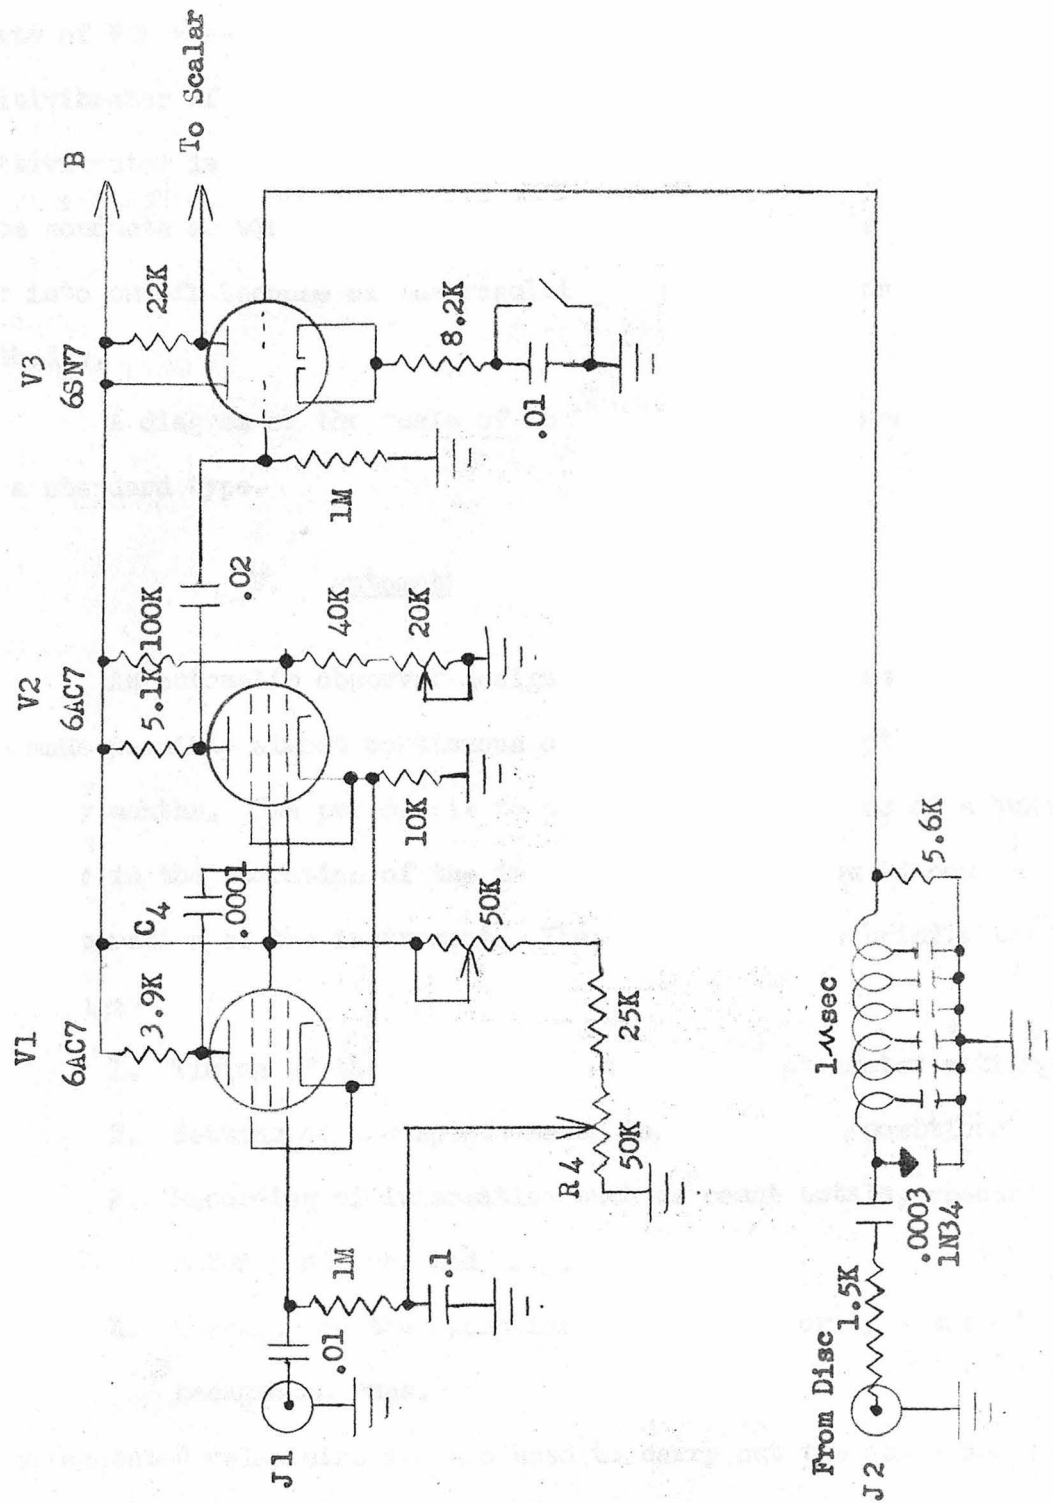 V1
6AC7
V2
6AC7
V3
6SN7
B
To Scalar
3.9K
C4
.0001
5.1K
100K
.02
22K
40K
20K
1M
8.2K
.01
10K
50K
25K
R4
50K
J1
.01
1M
.1
From Disc
J2
1.5K
.0003
1N34
1μsec
5.6K